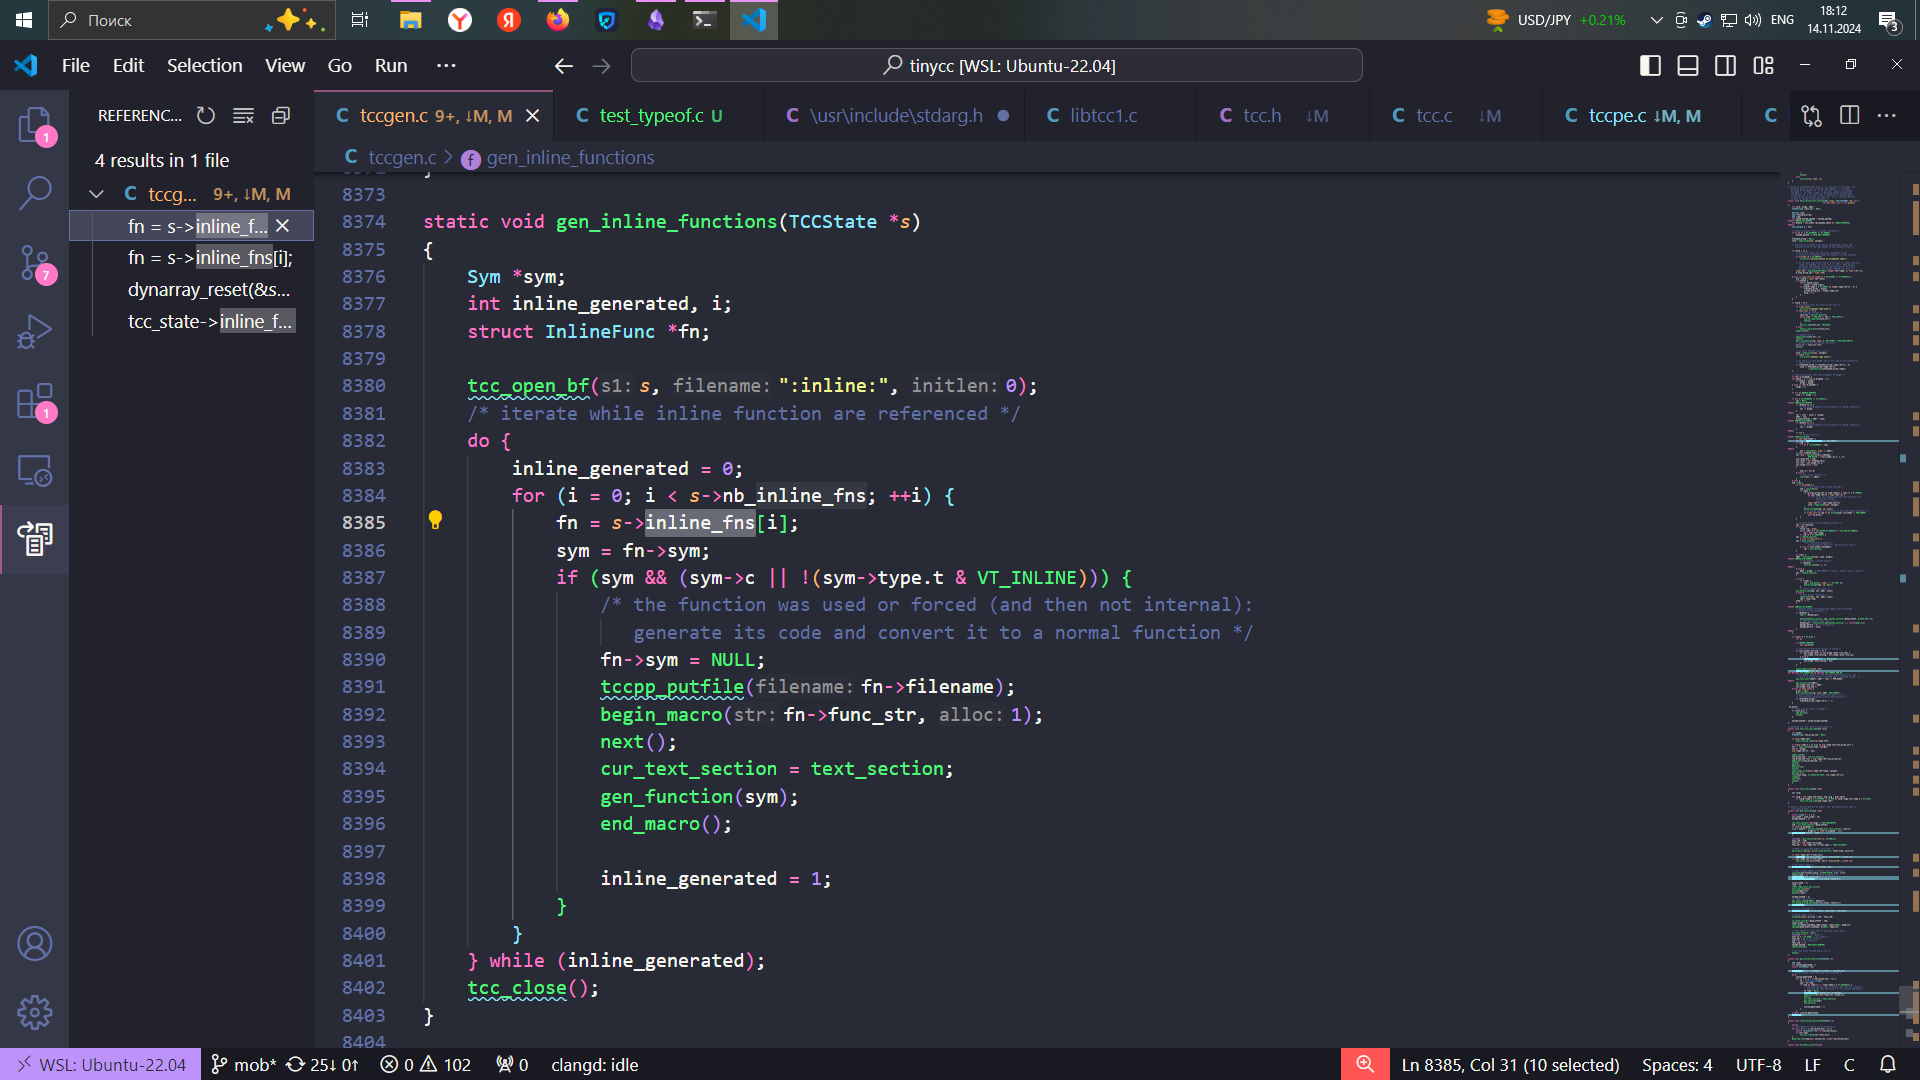 Поиск
USD/JPY +0.21%
ENG
18:12
14.11.2024
3
File Edit Selection View Go Run ···
tinycc [WSL: Ubuntu-22.04]
REFERENC...
C tccgen.c 9+, ↓M, M
C test_typeof.c U
C \usr\include\stdarg.h
C libtcc1.c
C tcc.h ↓M
C tcc.c ↓M
C tccpe.c ↓M, M
C
4 results in 1 file
C tccg... 9+, ↓M, M
fn = s->inline_f...
fn = s->inline_fns[i];
dynarray_reset(&s...
tcc_state->inline_f...
1
7
1
C tccgen.c > f gen_inline_functions
8373
8374 static void gen_inline_functions(TCCState *s)
8375 {
8376 Sym *sym;
8377 int inline_generated, i;
8378 struct InlineFunc *fn;
8379
8380 tcc_open_bf(s1: s, filename: ":inline:", initlen: 0);
8381 /* iterate while inline function are referenced */
8382 do {
8383 inline_generated = 0;
8384 for (i = 0; i < s->nb_inline_fns; ++i) {
8385 fn = s->inline_fns[i];
8386 sym = fn->sym;
8387 if (sym && (sym->c || !(sym->type.t & VT_INLINE))) {
8388 /* the function was used or forced (and then not internal):
8389 generate its code and convert it to a normal function */
8390 fn->sym = NULL;
8391 tccpp_putfile(filename: fn->filename);
8392 begin_macro(str: fn->func_str, alloc: 1);
8393 next();
8394 cur_text_section = text_section;
8395 gen_function(sym);
8396 end_macro();
8397
8398 inline_generated = 1;
8399 }
8400 }
8401 } while (inline_generated);
8402 tcc_close();
8403 }
8404
WSL: Ubuntu-22.04 mob* 25↓ 0↑ 0 102 0 clangd: idle
Ln 8385, Col 31 (10 selected) Spaces: 4 UTF-8 LF C